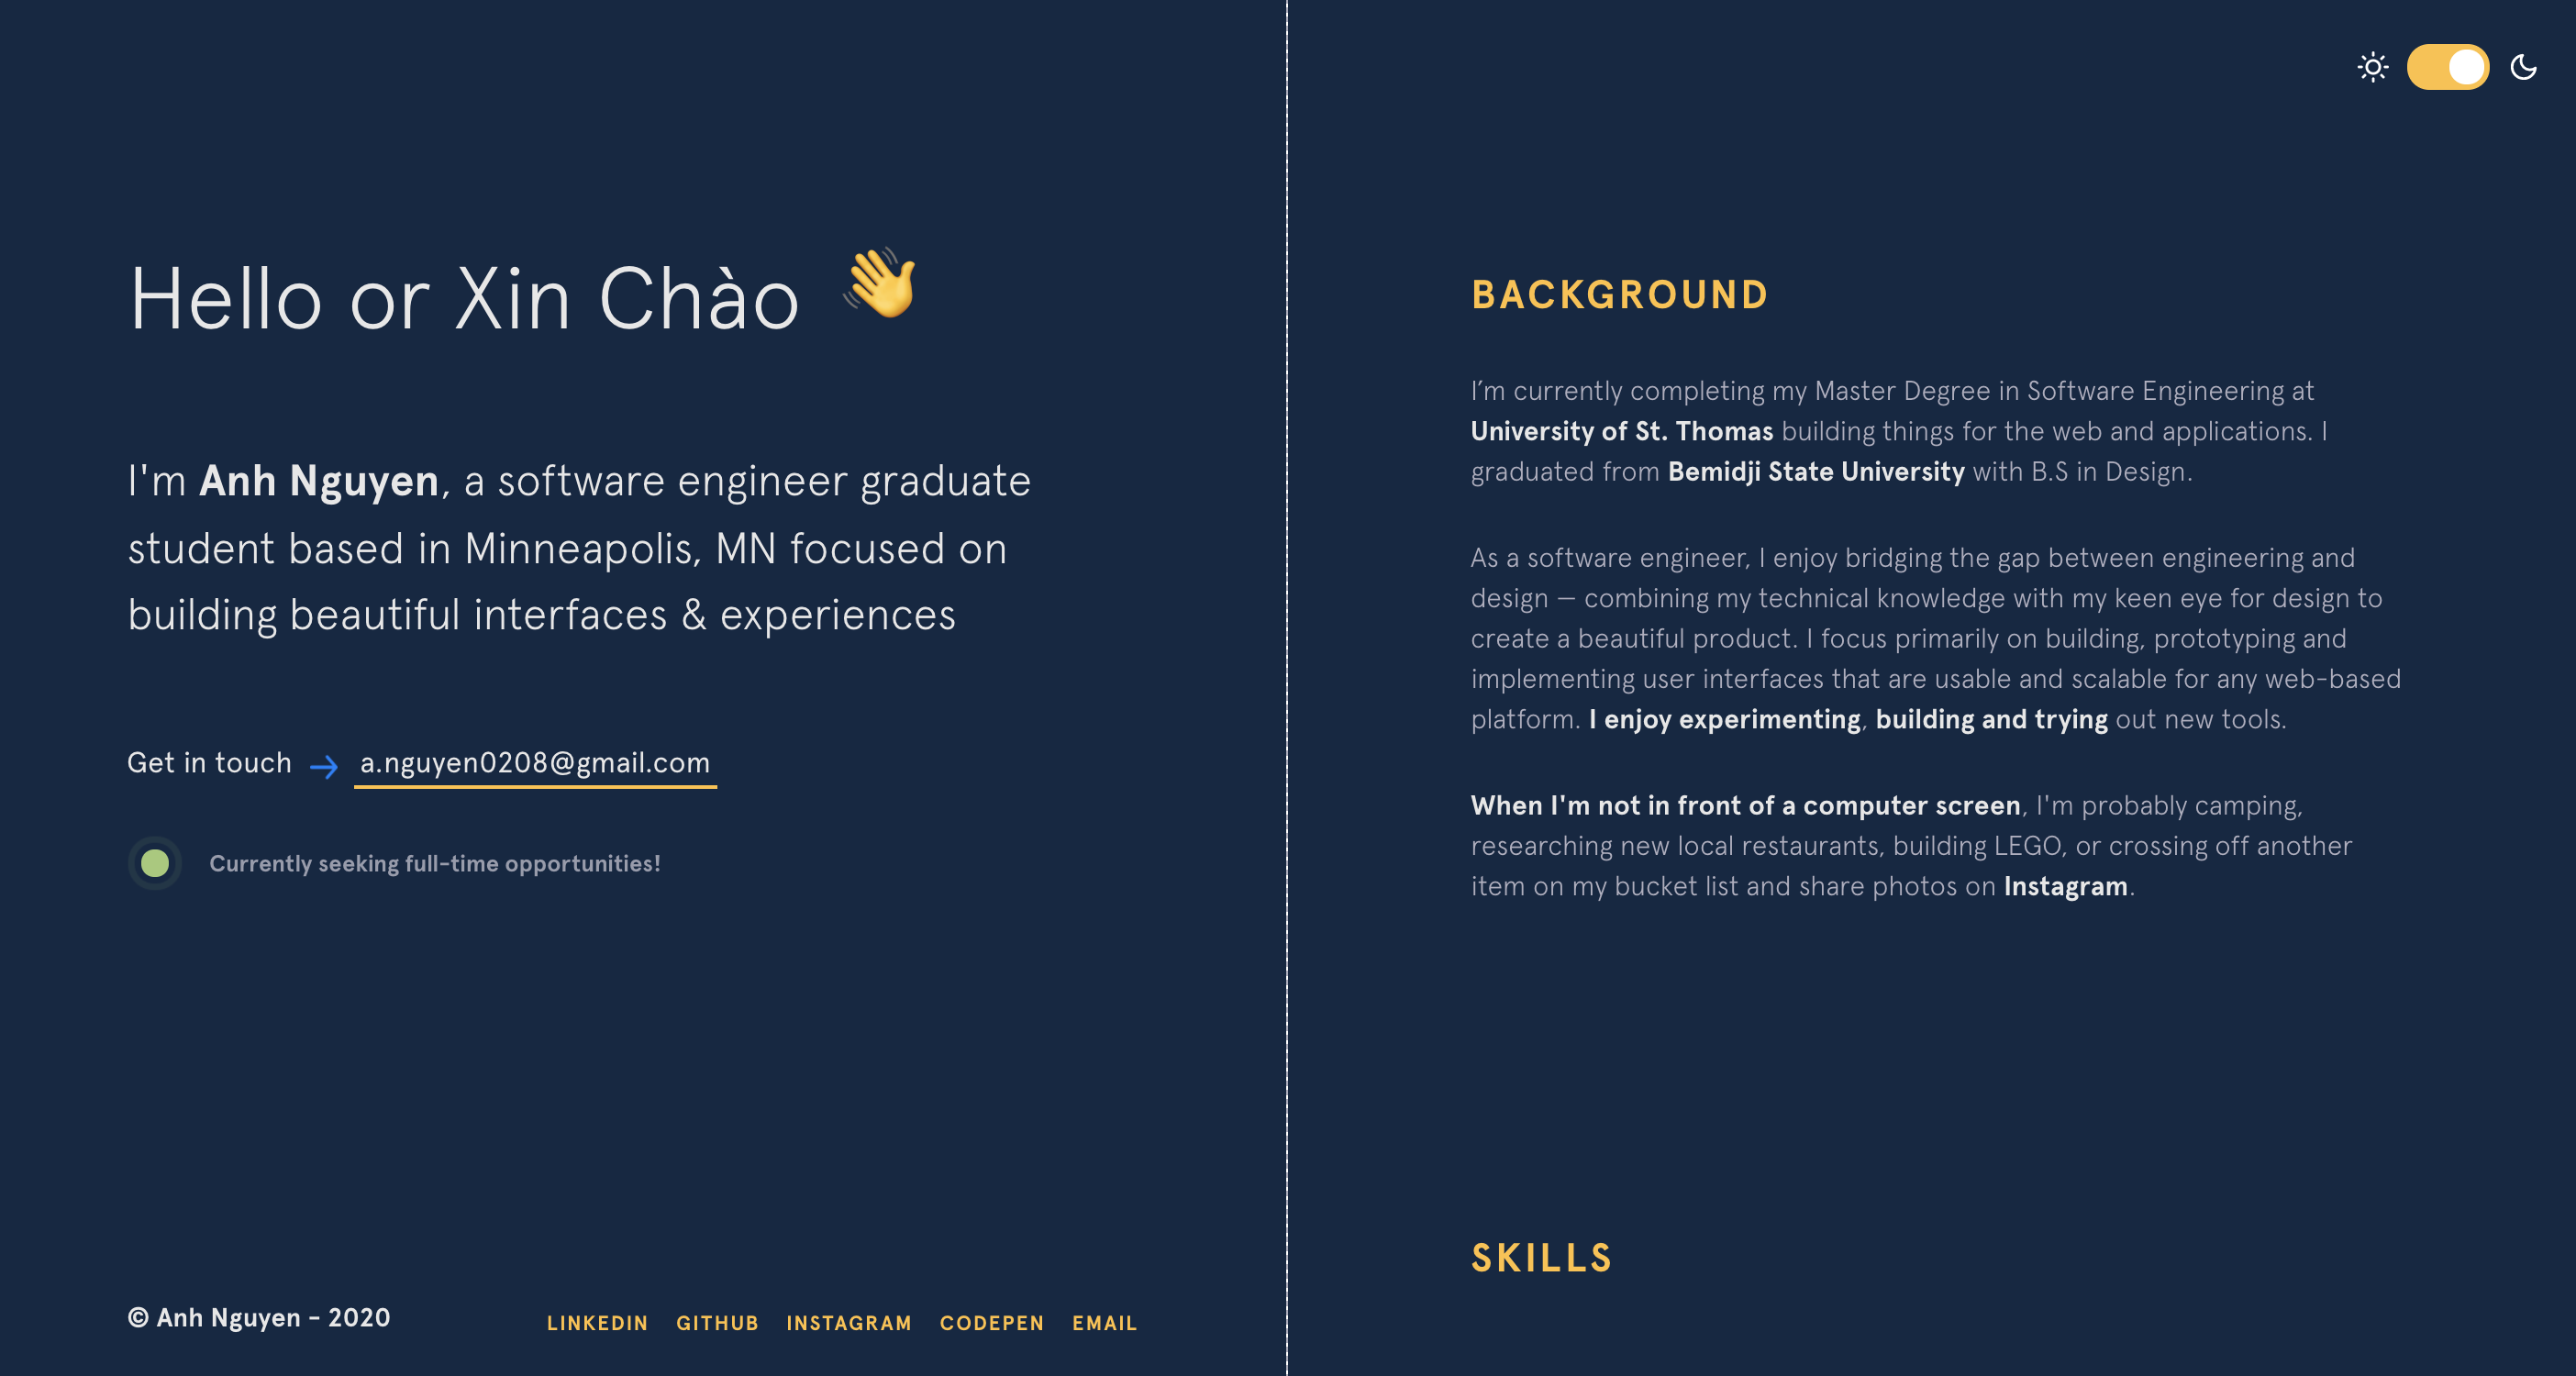 Hello or Xin Chào 👋
I'm Anh Nguyen, a software engineer graduate
student based in Minneapolis, MN focused on
building beautiful interfaces & experiences
Get in touch → a.nguyen0208@gmail.com
Currently seeking full-time opportunities!
© Anh Nguyen - 2020
LINKEDIN GITHUB INSTAGRAM CODEPEN EMAIL
BACKGROUND
I’m currently completing my Master Degree in Software Engineering at
University of St. Thomas building things for the web and applications. I
graduated from Bemidji State University with B.S in Design.
As a software engineer, I enjoy bridging the gap between engineering and
design — combining my technical knowledge with my keen eye for design to
create a beautiful product. I focus primarily on building, prototyping and
implementing user interfaces that are usable and scalable for any web-based
platform. I enjoy experimenting, building and trying out new tools.
When I'm not in front of a computer screen, I'm probably camping,
researching new local restaurants, building LEGO, or crossing off another
item on my bucket list and share photos on Instagram.
SKILLS